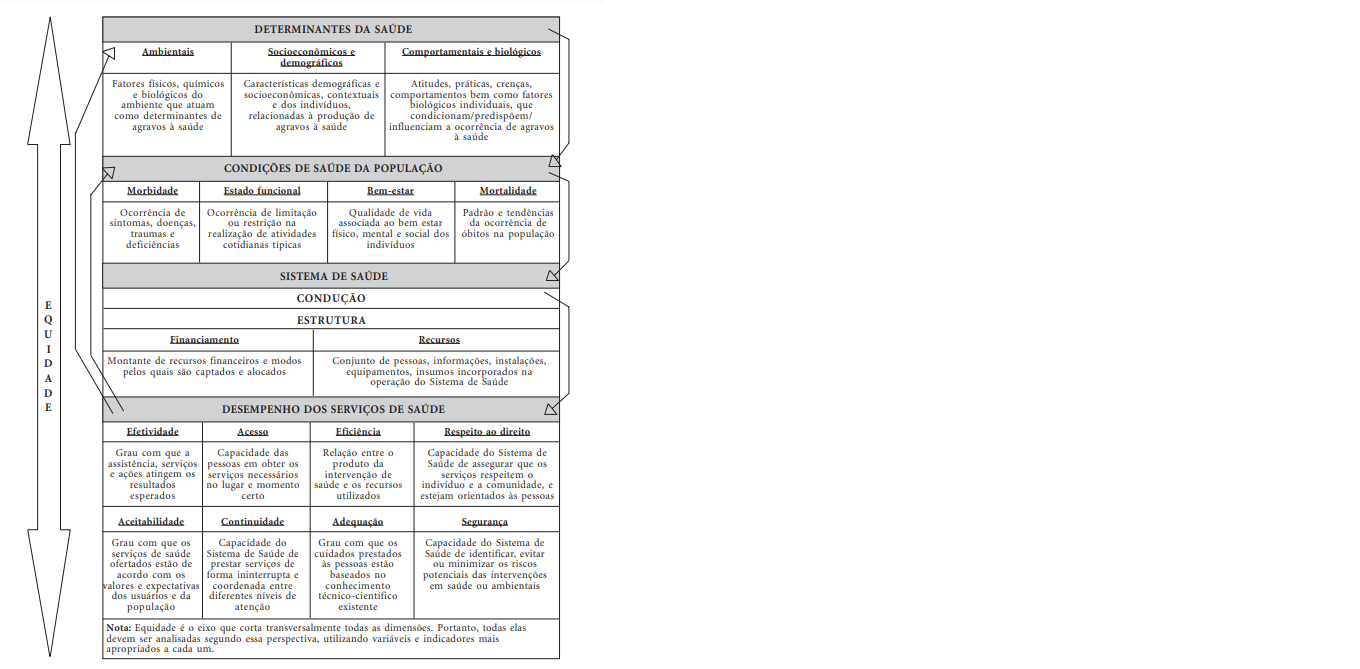 E
Q
U
I
D
A
D
E
DETERMINANTES DA SAÚDE
Ambientais
Fatores físicos, químicos
e biológicos do
ambiente que atuam
como determinantes de
agravos à saúde
Socioeconômicos e
demográficos
Características demográficas e
socioeconômicas, contextuais
e dos indivíduos,
relacionadas à produção de
agravos à saúde
Comportamentais e biológicos
Atitudes, práticas, crenças,
comportamentos bem como fatores
biológicos individuais, que
condicionam/predispõem/
influenciam a ocorrência de agravos
à saúde
CONDIÇÕES DE SAÚDE DA POPULAÇÃO
Morbidade
Ocorrência de
sintomas, doenças,
traumas e
deficiências
Estado funcional
Ocorrência de limitação
ou restrição na
realização de atividades
cotidianas típicas
Bem-estar
Qualidade de vida
associada ao bem estar
físico, mental e social dos
indivíduos
Mortalidade
Padrão e tendências
da ocorrência de
óbitos na população
SISTEMA DE SAÚDE
CONDUÇÃO
ESTRUTURA
Financiamento
Montante de recursos financeiros e modos
pelos quais são captados e alocados
Recursos
Conjunto de pessoas, informações, instalações,
equipamentos, insumos incorporados na
operação do Sistema de Saúde
DESEMPENHO DOS SERVIÇOS DE SAÚDE
Efetividade
Grau com que a
assistência, serviços
e ações atingem os
resultados
esperados
Acesso
Capacidade das
pessoas em obter os
serviços necessários
no lugar e momento
certo
Eficiência
Relação entre o
produto da
intervenção de
saúde e os recursos
utilizados
Respeito ao direito
Capacidade do Sistema de
Saúde de assegurar que os
serviços respeitem o
indivíduo e a comunidade, e
estejam orientados às pessoas
Aceitabilidade
Grau com que os
serviços de saúde
ofertados estão de
acordo com os
valores e expectativas
dos usuários e da
população
Continuidade
Capacidade do
Sistema de Saúde de
prestar serviços de
forma ininterrupta e
coordenada entre
diferentes níveis de
atenção
Adequação
Grau com que os
cuidados prestados
às pessoas estão
baseados no
conhecimento
técnico-científico
existente
Segurança
Capacidade do Sistema de
Saúde de identificar, evitar
ou minimizar os riscos
potenciais das intervenções
em saúde ou ambientais
Nota: Equidade é o eixo que corta transversalmente todas as dimensões. Portanto, todas elas
devem ser analisadas segundo essa perspectiva, utilizando variáveis e indicadores mais
apropriados a cada um.